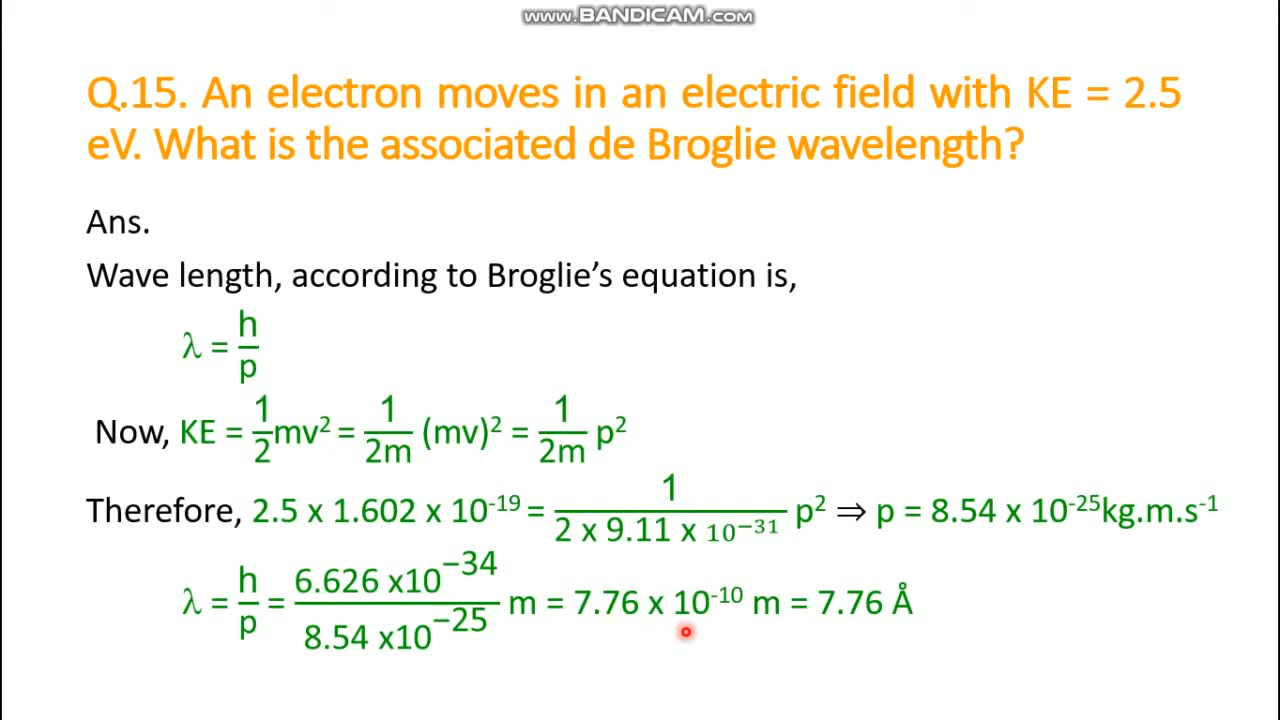 www.BANDICAM.com
Q.15. An electron moves in an electric field with KE = 2.5
eV. What is the associated de Broglie wavelength?
Ans.
Wave length, according to Broglie’s equation is,
λ = h/p
Now, KE = 1/2 mv² = 1/2m (mv)² = 1/2m p²
Therefore, 2.5 x 1.602 x 10⁻¹⁹ = 1/2 x 9.11 x 10⁻³¹ p² ⇒ p = 8.54 x 10⁻²⁵kg.m.s⁻¹
λ = h/p = 6.626 x10⁻³⁴/8.54 x10⁻²⁵ m = 7.76 x 10⁻¹⁰ m = 7.76 Å